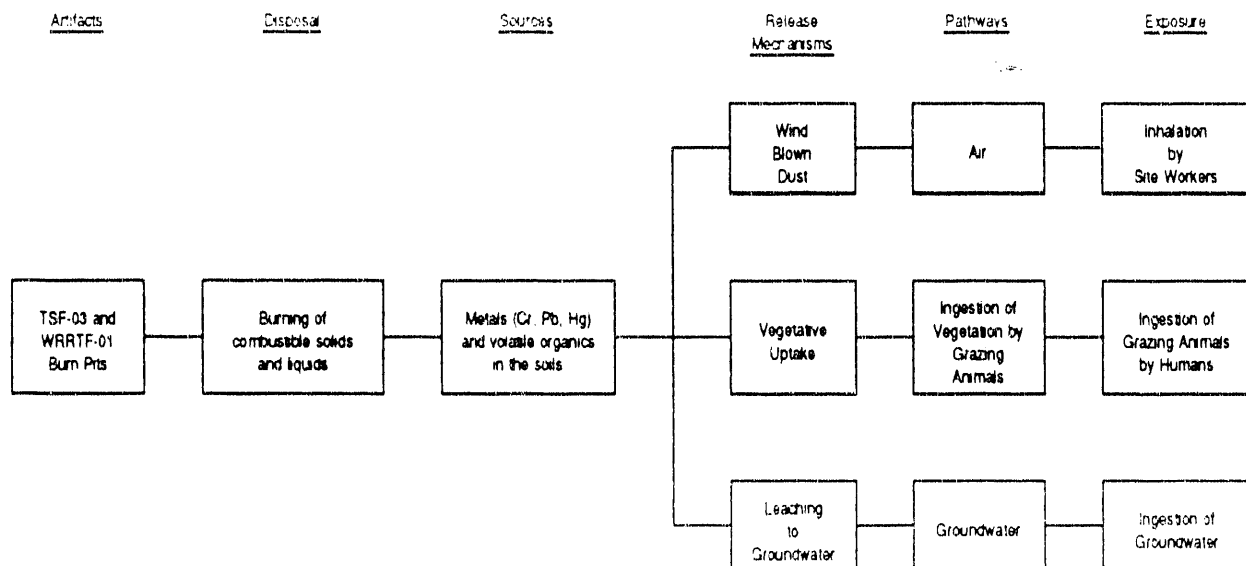 Artifacts
Disposal
Sources
Release
Mechanisms
Pathways
Exposure
Wind
Blown
Dust
Air
Inhalation
by
Site Workers
TSF-03 and
WRRTF-01
Burn Pits
Burning of
combustible solids
and liquids
Metals (Cr, Pb, Hg)
and volatile organics
in the soils
Vegetative
Uptake
Ingestion of
Vegetation by
Grazing
Animals
Ingestion of
Grazing Animals
by Humans
Leaching
to
Groundwater
Groundwater
Ingestion of
Groundwater